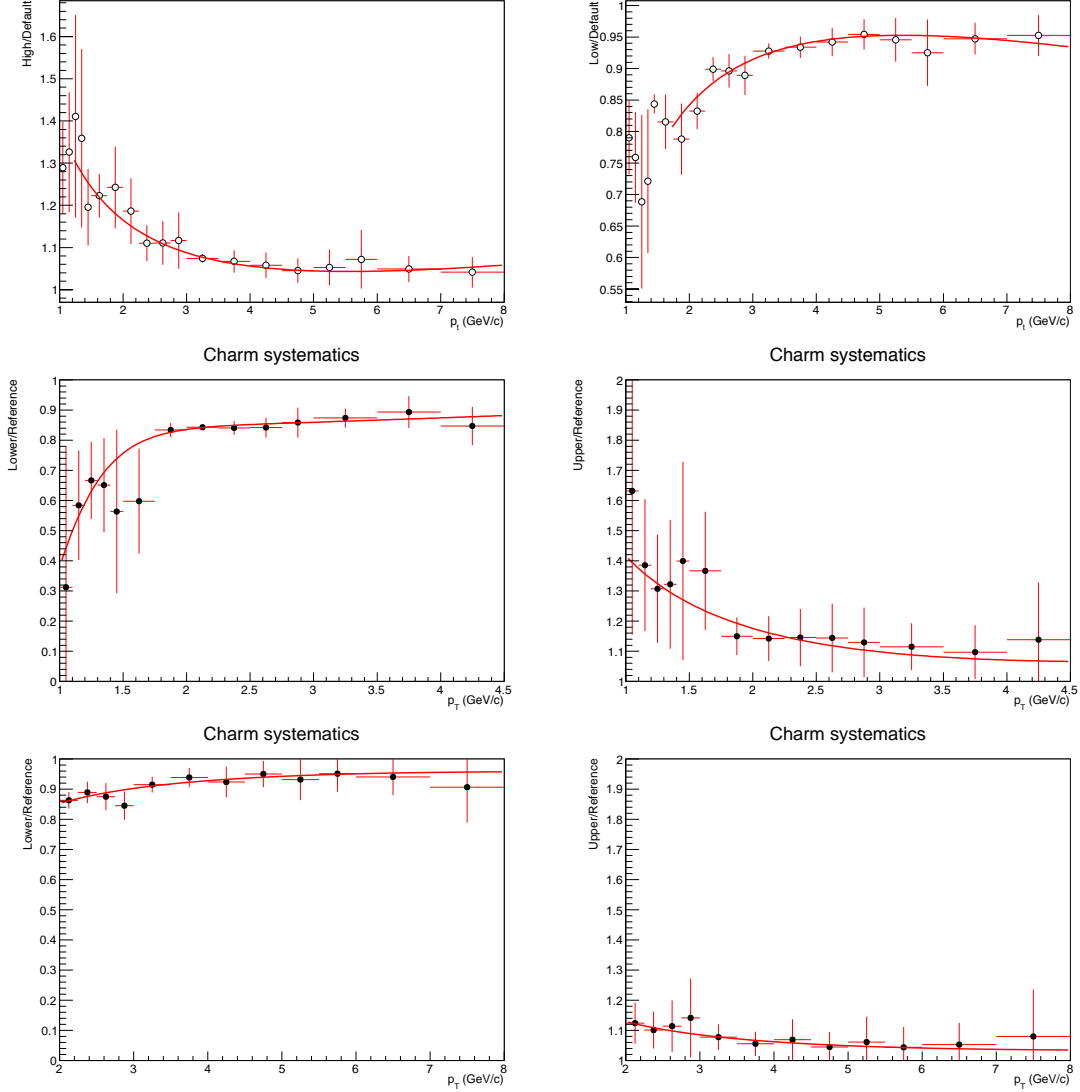 High/Default
1.6
1.5
1.4
1.3
1.2
1.1
1
1 2 3 4 5 6 7 8
p_t (GeV/c)
Low/Default
1
0.95
0.9
0.85
0.8
0.75
0.7
0.65
0.6
0.55
1 2 3 4 5 6 7 8
p_t (GeV/c)
Charm systematics
Lower/Reference
1
0.9
0.8
0.7
0.6
0.5
0.4
0.3
0.2
0.1
0
1 1.5 2 2.5 3 3.5 4 4.5
p_T (GeV/c)
Charm systematics
Upper/Reference
2
1.9
1.8
1.7
1.6
1.5
1.4
1.3
1.2
1.1
1
1 1.5 2 2.5 3 3.5 4 4.5
p_T (GeV/c)
Charm systematics
Lower/Reference
1
0.9
0.8
0.7
0.6
0.5
0.4
0.3
0.2
0.1
0
2 3 4 5 6 7 8
p_T (GeV/c)
Charm systematics
Upper/Reference
2
1.9
1.8
1.7
1.6
1.5
1.4
1.3
1.2
1.1
1
2 3 4 5 6 7 8
p_T (GeV/c)